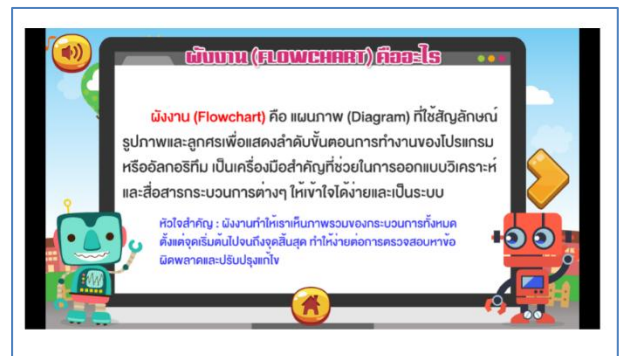 ผังงาน (FLOWCHART) คืออะไร
ผังงาน (Flowchart) คือ แผนภาพ (Diagram) ที่ใช้สัญลักษณ์
รูปภาพและลูกศรเพื่อแสดงลำดับขั้นตอนการทำงานของโปรแกรม
หรืออัลกอริทึม เป็นเครื่องมือสำคัญที่ช่วยในการออกแบบวิเคราะห์
และสื่อสารกระบวนการต่างๆ ให้เข้าใจได้ง่ายและเป็นระบบ
หัวใจสำคัญ : ผังงานทำให้เราเห็นภาพรวมของกระบวนการทั้งหมด
ตั้งแต่จุดเริ่มต้นไปจนถึงจุดสิ้นสุด ทำให้ง่ายต่อการตรวจสอบหาข้อ
ผิดพลาดและปรับปรุงแก้ไข